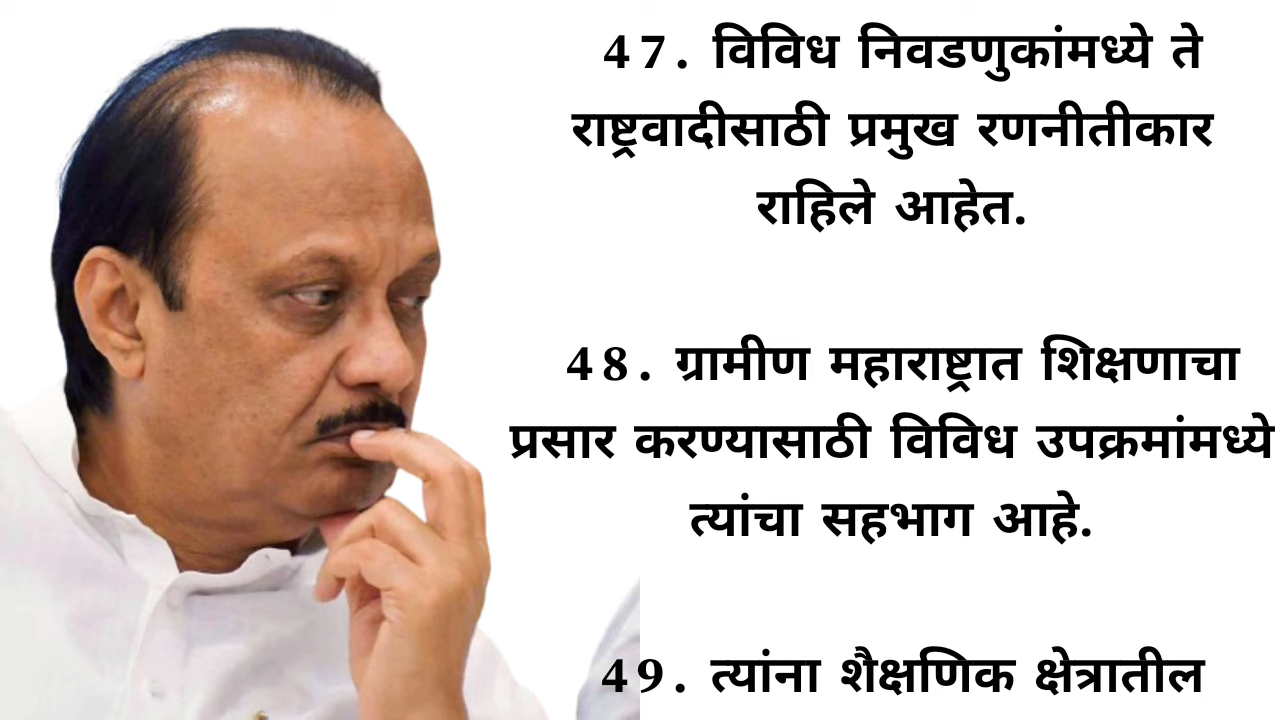 47. विविध निवडणुकांमध्ये ते
राष्ट्रवादीसाठी प्रमुख रणनीतीकार
राहिले आहेत.
48. ग्रामीण महाराष्ट्रात शिक्षणाचा
प्रसार करण्यासाठी विविध उपक्रमांमध्ये
त्यांचा सहभाग आहे.
49. त्यांना शैक्षणिक क्षेत्रातील